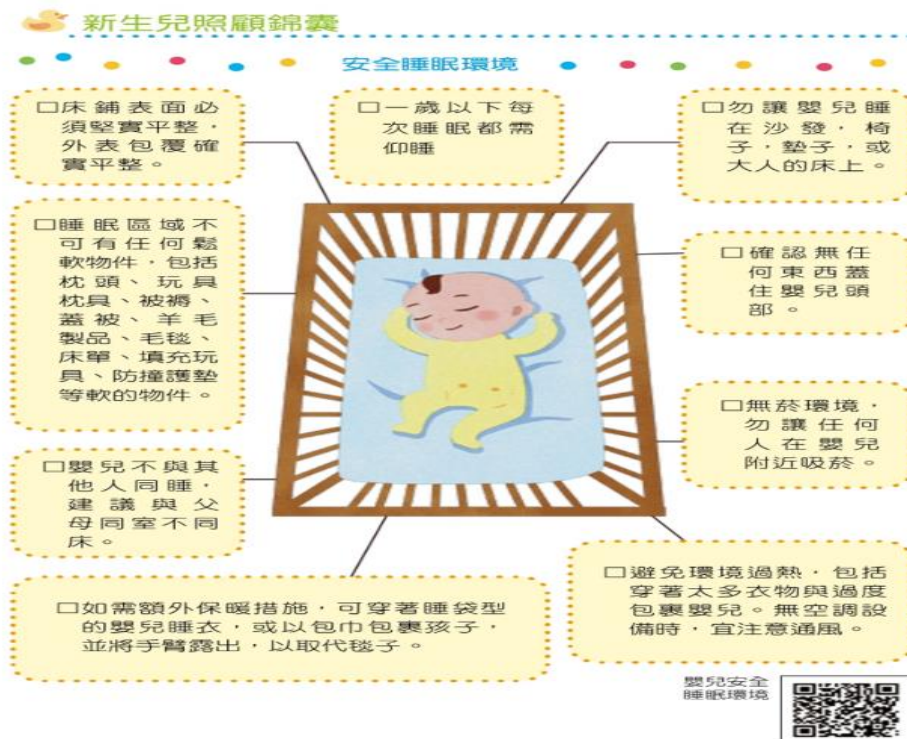 新生兒照顧錦囊
安全睡眠環境
□床鋪表面必
須堅實平整，
外表包覆確
實平整。
□一歲以下每
次睡眠都需
仰睡
□勿讓嬰兒睡
在沙發，椅
子，墊子，或
大人的床上。
□睡眠區域不
可有任何鬆
軟物件，包括
枕頭、玩具
枕具、被褥、
蓋被、羊毛
製品、毛毯、
床單、填充玩
具、防撞護墊
等軟的物件。
□確認無任
何東西蓋
住嬰兒頭
部。
□無菸環境，
勿讓任何
人在嬰兒
附近吸菸。
□嬰兒不與其
他人同睡，
建議與父
母同室不同
床。
□如需額外保暖措施，可穿著睡袋型
的嬰兒睡衣，或以包巾包裹孩子，
並將手臂露出，以取代毯子。
□避免環境過熱，包括
穿著太多衣物與過度
包裹嬰兒。無空調設
備時，宜注意通風。
嬰兒安全
睡眠環境